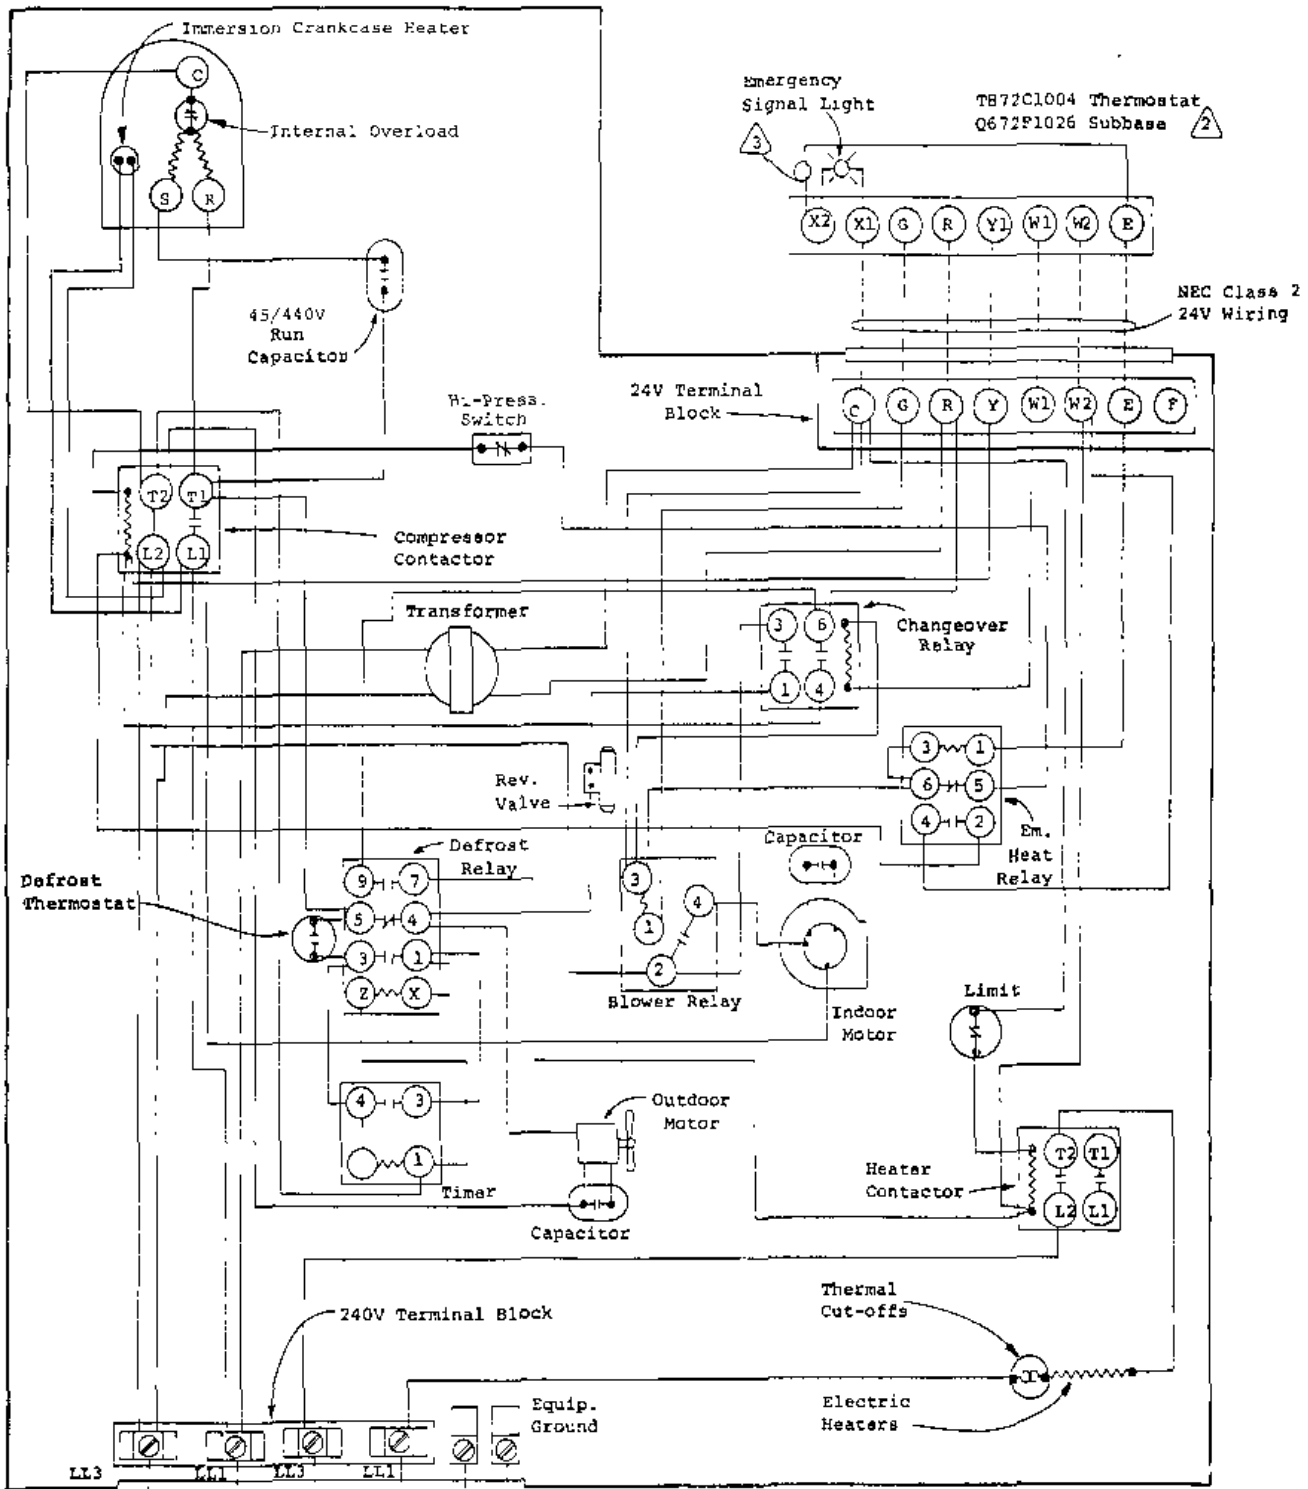 Immersion Crankcase Heater
C
Internal Overload
S R
45/440V
Run
Capacitor
Emergency
Signal Light
TB72C1004 Thermostat
Q672F1026 Subbase
2
3
X2 X1 G R Y1 W1 W2 E
NEC Class 2
24V Wiring
24V Terminal
Block
C G R Y W1 W2 E F
Hi-Press.
Switch
T2 T1
L2 L1
Compressor
Contactor
Transformer
3 6
1 4
Changeover
Relay
Rev.
Valve
3 1
6 5
4 2
Em.
Heat
Relay
Capacitor
Defrost
Relay
Defrost
Thermostat
9 7
5 4
3 1
Z X
3
4
1
2
Blower Relay
Indoor
Motor
Limit
4 3
1
Timer
Outdoor
Motor
Capacitor
Heater
Contactor
T2 T1
L2 L1
240V Terminal Block
Thermal
Cut-offs
Electric
Heaters
Equip.
Ground
LL3 LL1 LL3 LL1